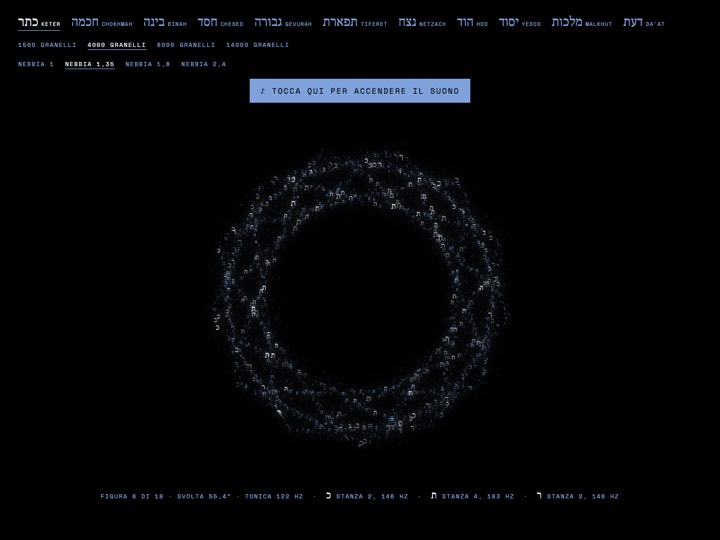 כתר KETER חכמה CHOKHMAH בינה BINAH חסד CHESED גבורה GEVURAH תפארת TIFERET נצח NETZACH הוד HOD יסוד YESOD מלכות MALKHUT דעת DA'AT
1500 GRANELLI 4000 GRANELLI 8000 GRANELLI 14000 GRANELLI
NEBBIA 1 NEBBIA 1,35 NEBBIA 1,8 NEBBIA 2,4
♪ TOCCA QUI PER ACCENDERE IL SUONO
FIGURA 6 DI 18 · SVOLTA 55,4° · TONICA 122 HZ · כ STANZA 2, 146 HZ · ת STANZA 4, 183 HZ · ר STANZA 2, 146 HZ